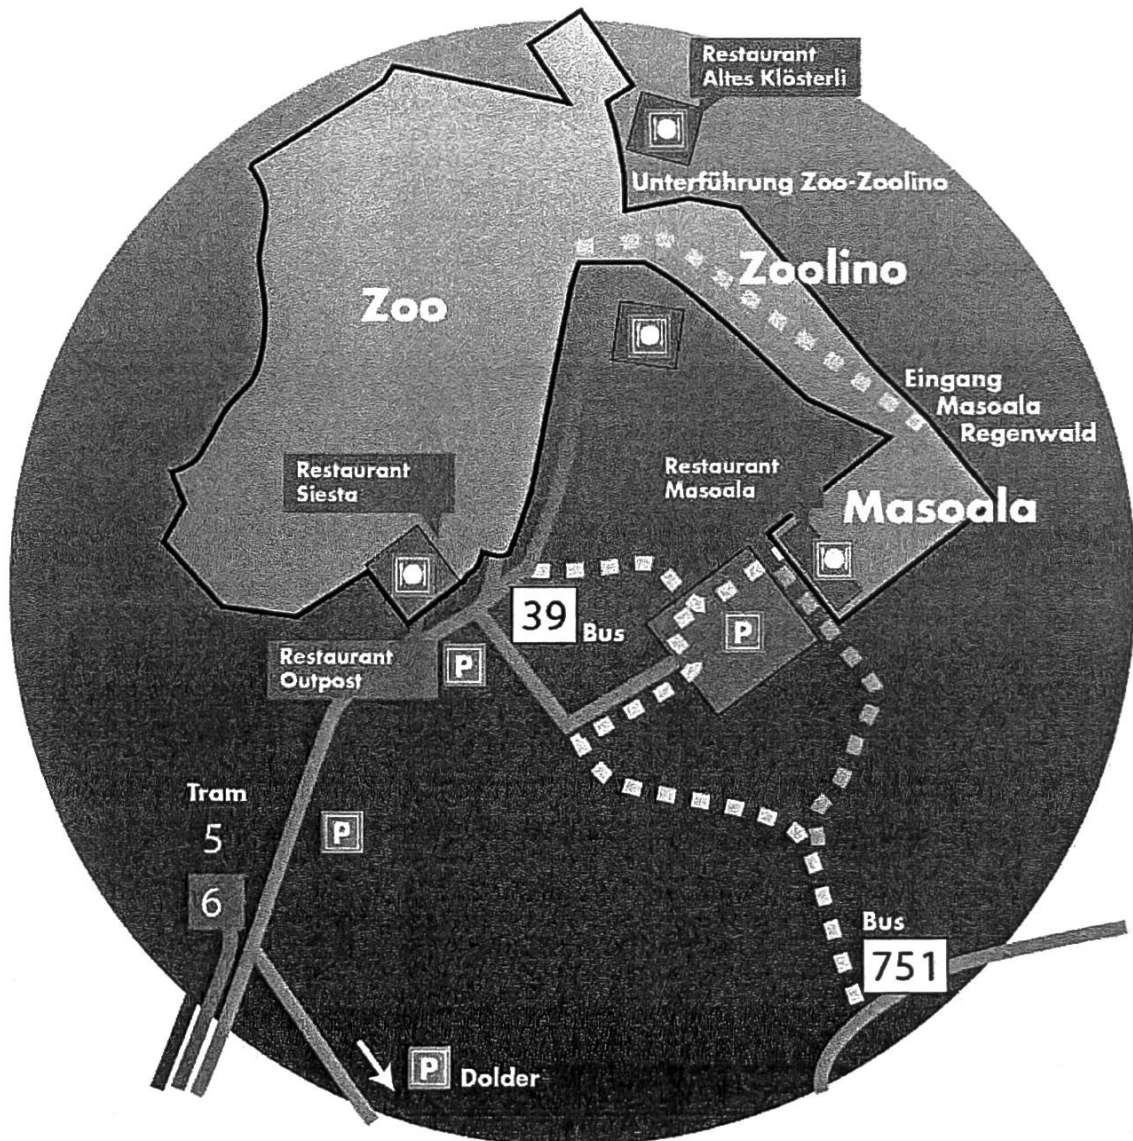 Restaurant
Altes Klösterli
Unterführung Zoo-Zoolino
Zoolino
Zoo
Eingang
Masoala
Regenwald
Restaurant
Siesta
Restaurant
Masoala
Masoala
39
Bus
P
Restaurant
Outpost
P
Tram
5
P
6
Bus
751
P
Dolder